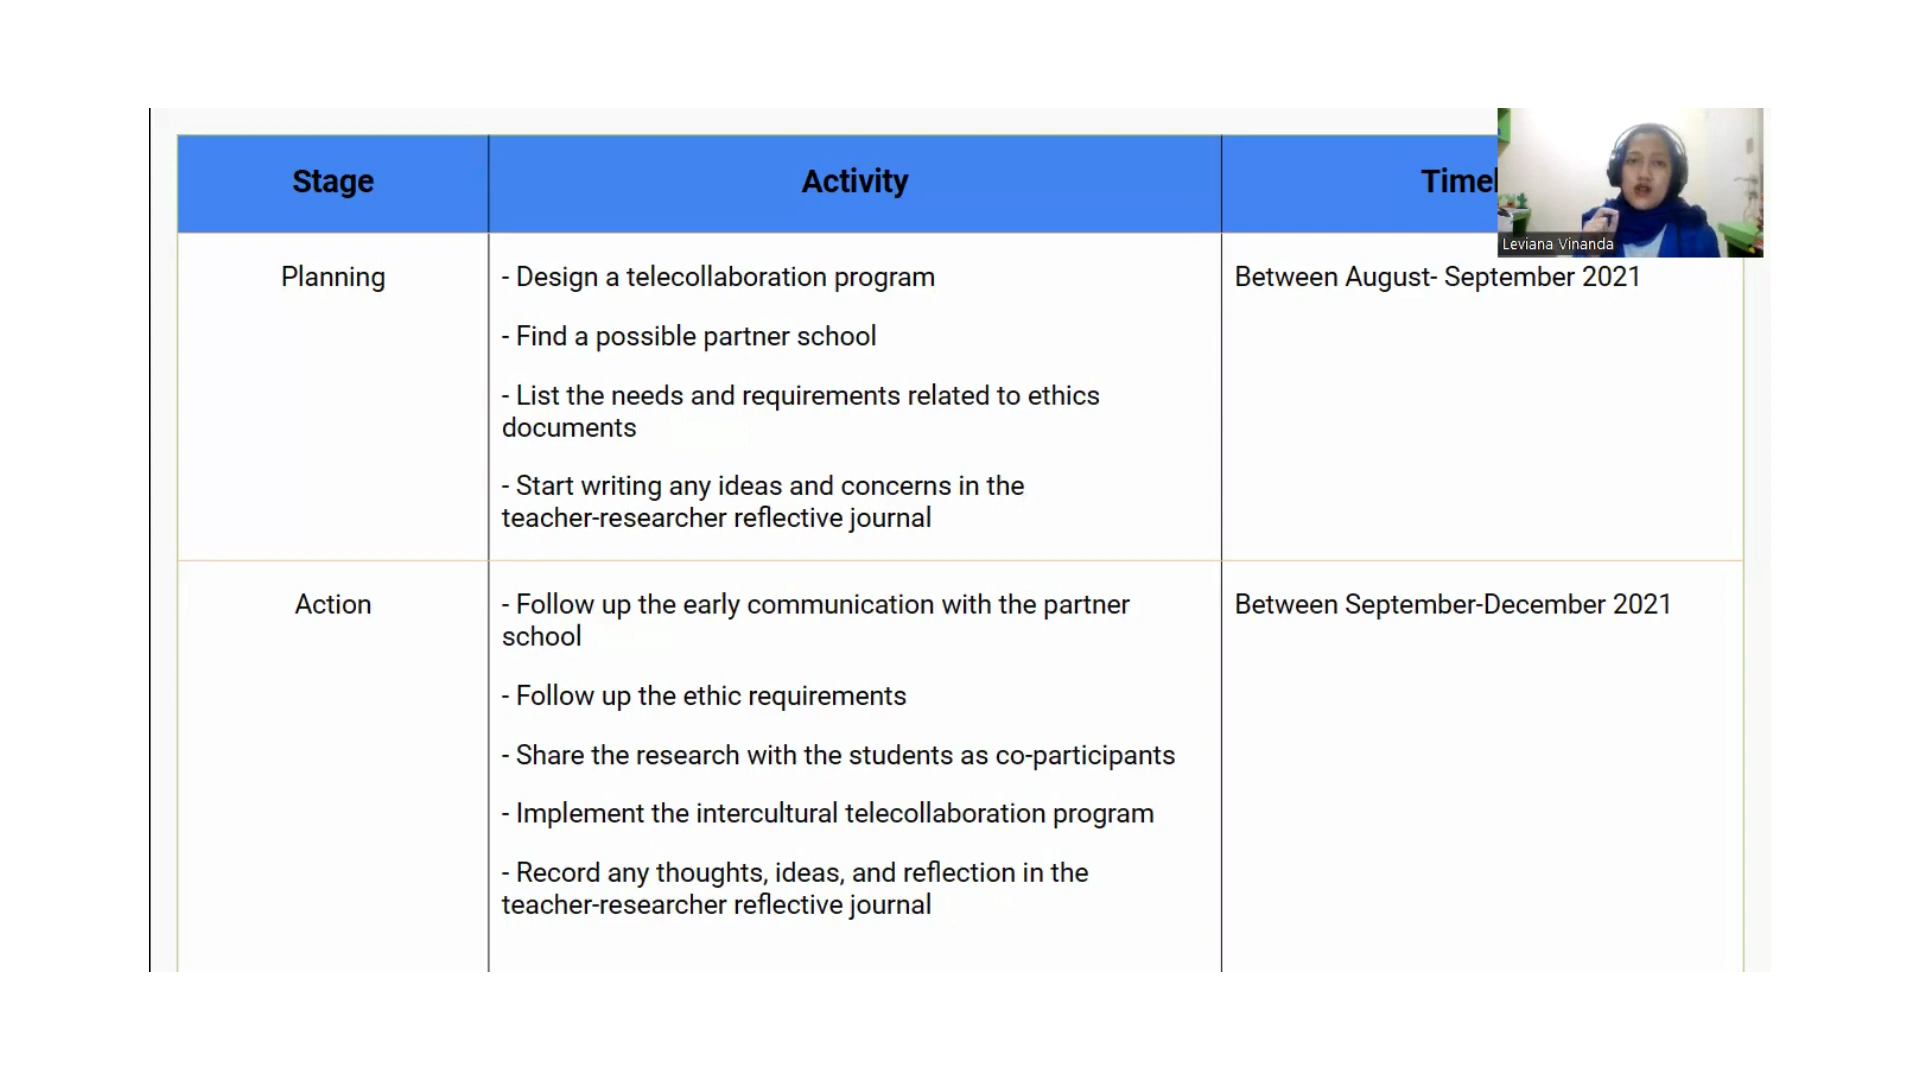 Stage
Activity
Leviana Vinanda
Planning
- Design a telecollaboration program
- Find a possible partner school
- List the needs and requirements related to ethics
documents
- Start writing any ideas and concerns in the
teacher-researcher reflective journal
Between August- September 2021
Action
- Follow up the early communication with the partner
school
- Follow up the ethic requirements
- Share the research with the students as co-participants
- Implement the intercultural telecollaboration program
- Record any thoughts, ideas, and reflection in the
teacher-researcher reflective journal
Between September-December 2021